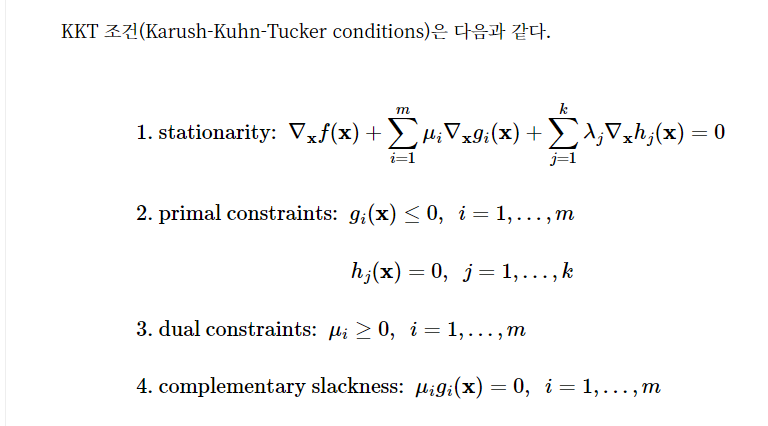 KKT 조건(Karush-Kuhn-Tucker conditions)은 다음과 같다.
1. stationarity: ∇ₓf(x) + ∑ᵢ₌₁ᵐ μᵢ∇ₓgᵢ(x) + ∑ⱼ₌₁ᵏ λⱼ∇ₓhⱼ(x) = 0
2. primal constraints: gᵢ(x) ≤ 0, i = 1, . . . , m
hⱼ(x) = 0, j = 1, . . . , k
3. dual constraints: μᵢ ≥ 0, i = 1, . . . , m
4. complementary slackness: μᵢgᵢ(x) = 0, i = 1, . . . , m